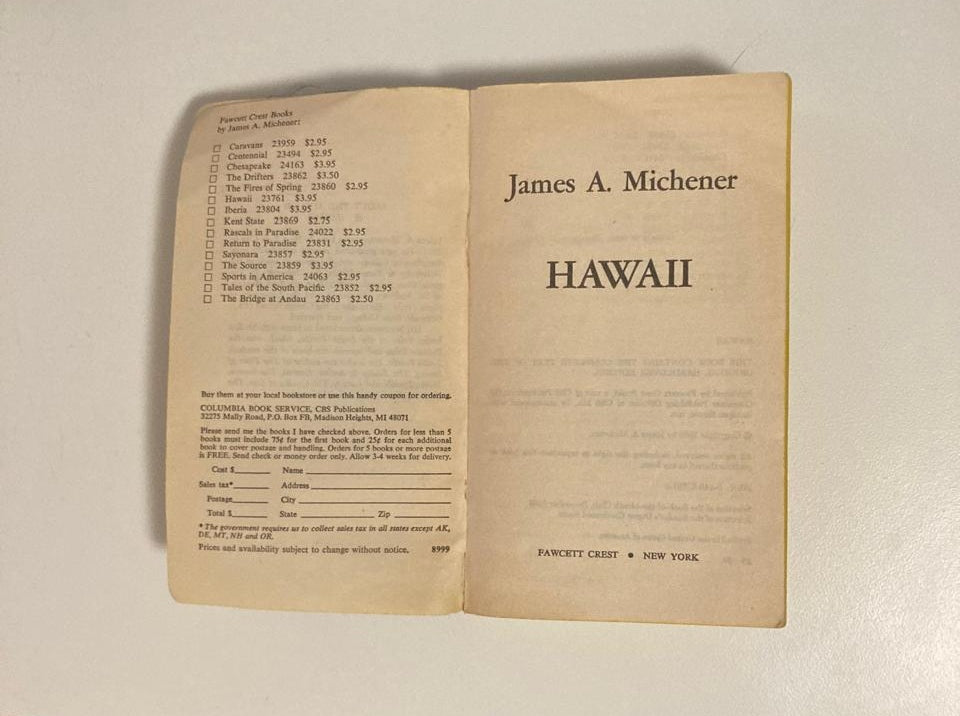 Fawcett Crest Books
by James A. Michener:
☐ Caravans 23959 $2.95
☐ Centennial 23494 $2.95
☐ Chesapeake 24163 $3.95
☐ The Drifters 23862 $3.50
☐ The Fires of Spring 23860 $2.95
☐ Hawaii 23761 $3.95
☐ Iberia 23804 $3.95
☐ Kent State 23869 $2.75
☐ Rascals in Paradise 24022 $2.95
☐ Return to Paradise 23831 $2.95
☐ Sayonara 23857 $2.95
☐ The Source 23859 $3.95
☐ Sports in America 24063 $2.95
☐ Tales of the South Pacific 23852 $2.95
☐ The Bridge at Andau 23863 $2.50
Buy them at your local bookstore or use this handy coupon for ordering.
COLUMBIA BOOK SERVICE, CBS Publications
32275 Mally Road, P.O. Box FB, Madison Heights, MI 48071
Please send me the books I have checked above. Orders for less than 5
books must include 75¢ for the first book and 25¢ for each additional
book to cover postage and handling. Orders for 5 books or more postage
is FREE. Send check or money order only. Allow 3-4 weeks for delivery.
Cost $ Name
Sales tax* Address
Postage City
Total $ State Zip
* The government requires us to collect sales tax in all states except AK,
DE, MT, NH and OR.
Prices and availability subject to change without notice. 8999
James A. Michener
HAWAII
FAWCETT CREST ● NEW YORK